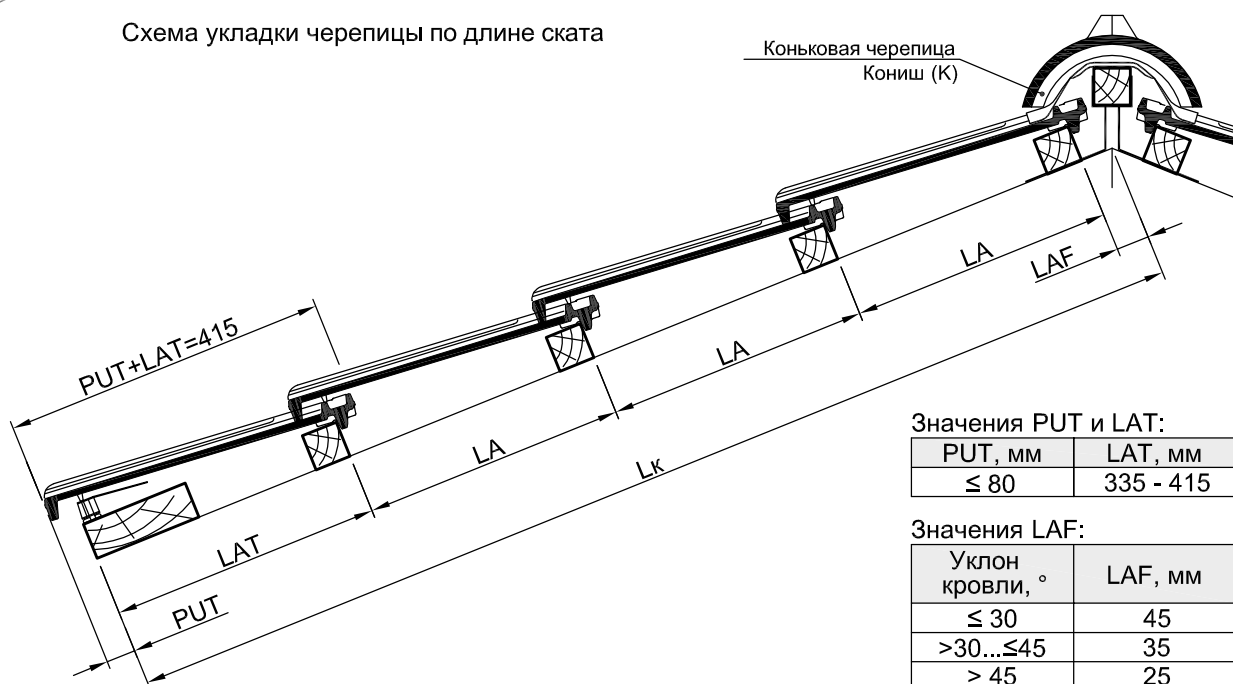 Схема укладки черепицы по длине ската
Коньковая черепица
Кониш (К)
PUT+LAT=415
LA
LAF
LA
LA
Lк
LAT
PUT
Значения PUT и LAT:
PUT, мм LAT, мм
≤ 80 335 - 415
Значения LAF:
Уклон
кровли, ° LAF, мм
≤ 30 45
>30...≤45 35
> 45 25